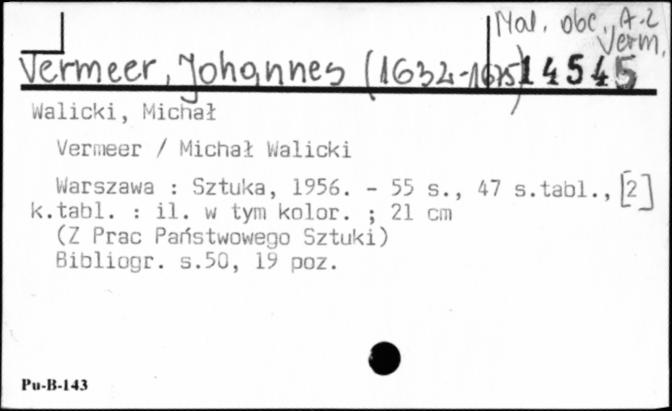 Mal. obc., A-Z
Verm.
Vermeer, Johannes (1632-1675)
14545
Walicki, Michał
Vermeer / Michał Walicki
Warszawa : Sztuka, 1956. - 55 s., 47 s.tabl., [2]
k.tabl. : il. w tym kolor. ; 21 cm
(Z Prac Państwowego Sztuki)
Bibliogr. s.50, 19 poz.
Pu-B-143